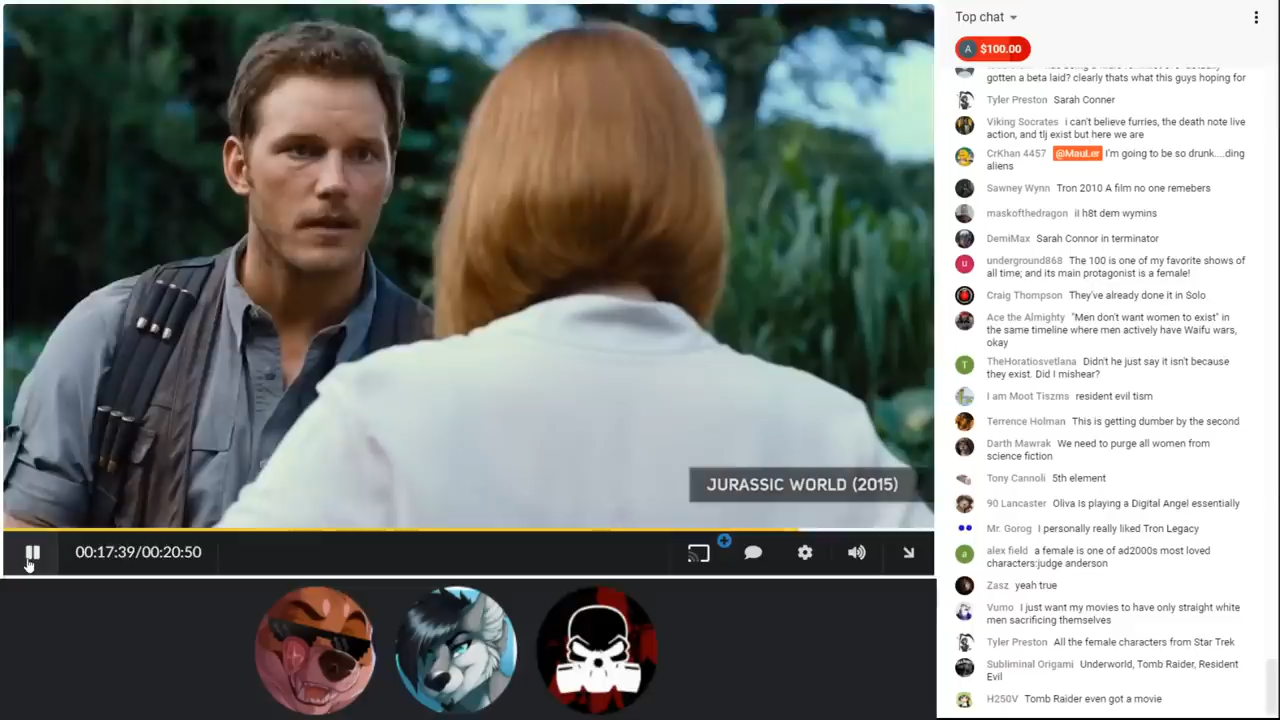 JURASSIC WORLD (2015)
00:17:39/00:20:50
Top chat
A $100.00
gotten a beta laid? clearly thats what this guys hoping for
Tyler Preston Sarah Conner
Viking Socrates i can't believe furries, the death note live
action, and tlj exist but here we are
CrKhan 4457 @MauLer I'm going to be so drunk....ding
aliens
Sawney Wynn Tron 2010 A film no one remebers
maskofthedragon iI h8t dem wymins
DemiMax Sarah Connor in terminator
underground868 The 100 is one of my favorite shows of
all time; and its main protagonist is a female!
Craig Thompson They've already done it in Solo
Ace the Almighty "Men don't want women to exist" in
the same timeline where men actively have Waifu wars,
okay
TheHoratiosvetlana Didn't he just say it isn't because
they exist. Did I mishear?
I am Moot Tiszms resident evil tism
Terrence Holman This is getting dumber by the second
Darth Mawrak We need to purge all women from
science fiction
Tony Cannoli 5th element
90 Lancaster Oliva Is playing a Digital Angel essentially
Mr. Gorog I personally really liked Tron Legacy
alex field a female is one of ad2000s most loved
characters:judge anderson
Zasz yeah true
Vumo I just want my movies to have only straight white
men sacrificing themselves
Tyler Preston All the female characters from Star Trek
Subliminal Origami Underworld, Tomb Raider, Resident
Evil
H250V Tomb Raider even got a movie